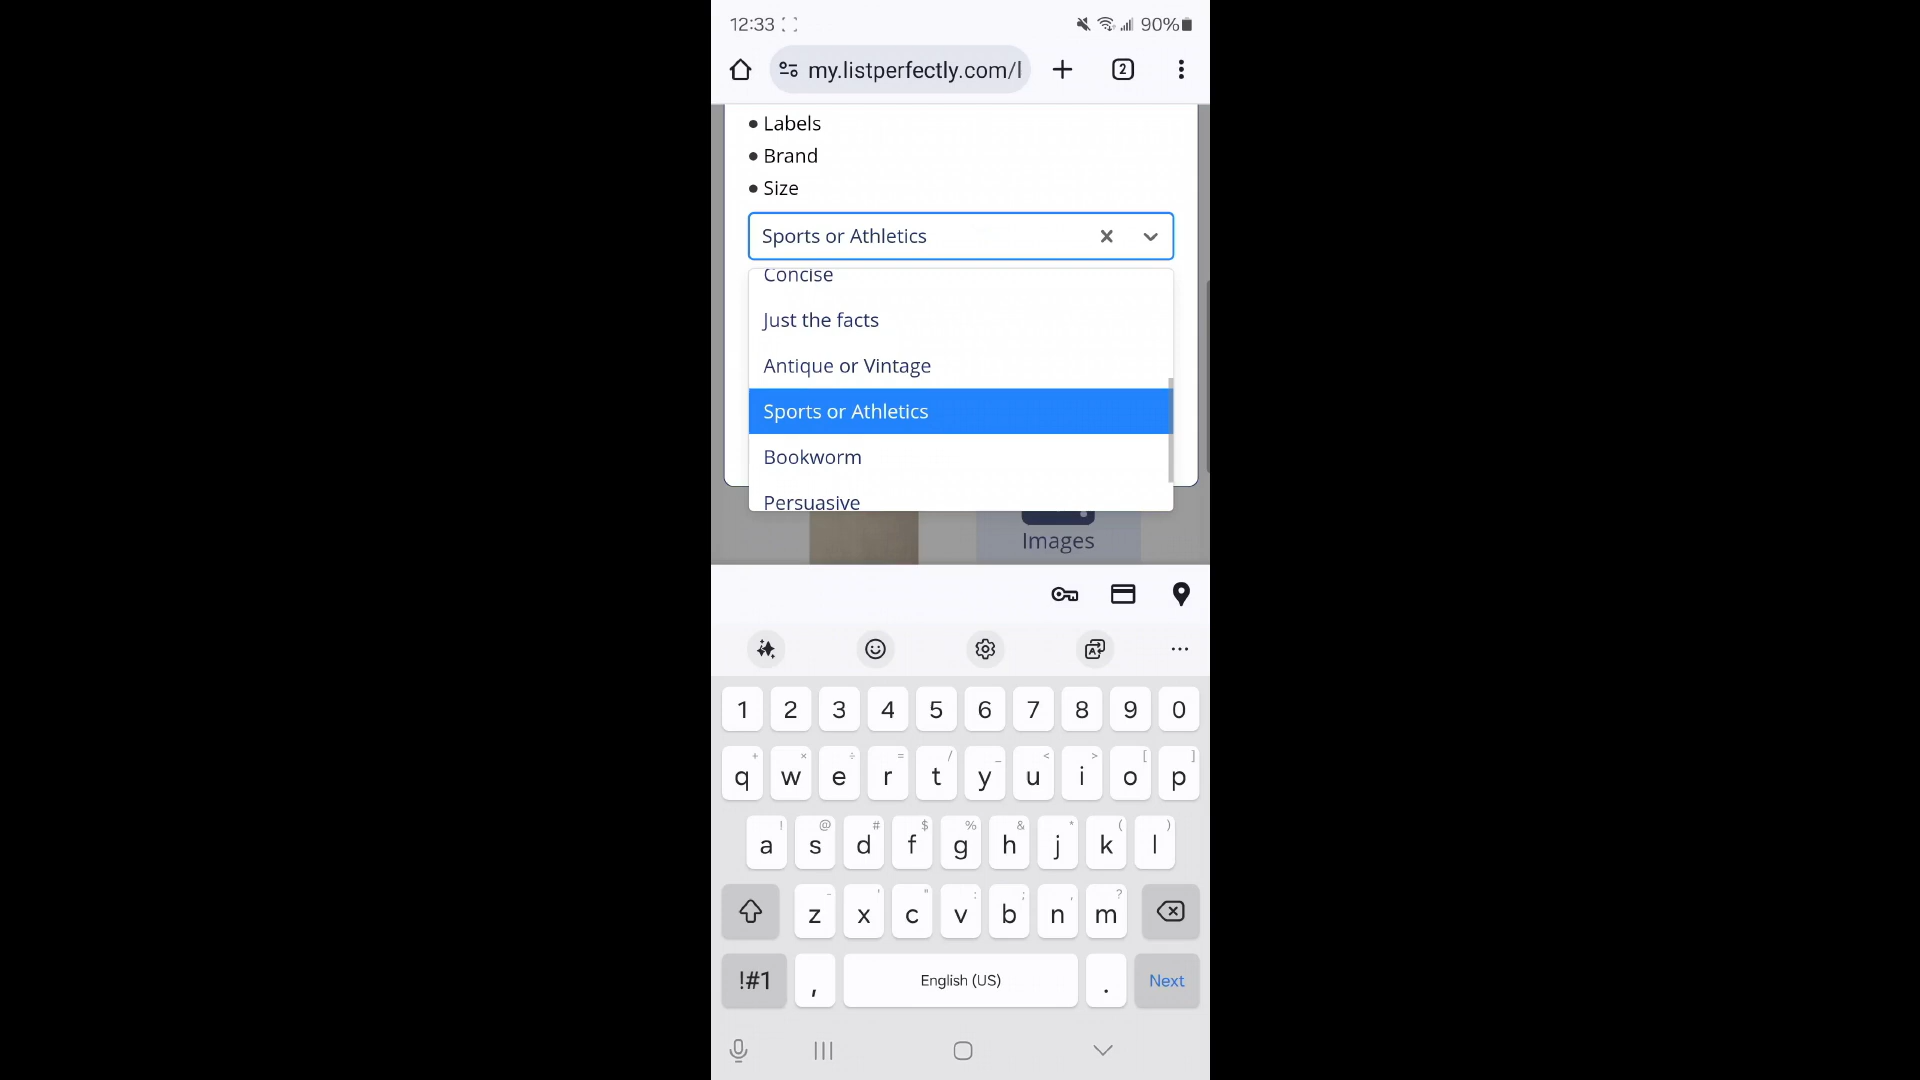 12:33
90%
my.listperfectly.com/l
2
Labels
Brand
Size
Sports or Athletics
Concise
Just the facts
Antique or Vintage
Sports or Athletics
Bookworm
Persuasive
Images
1 2 3 4 5 6 7 8 9 0
+ × ÷ = / _ < > [ ]
q w e r t y u i o p
! @ # $ % & * ( )
a s d f g h j k l
- ' " : ; , ?
z x c v b n m
!#1 , English (US) . Next